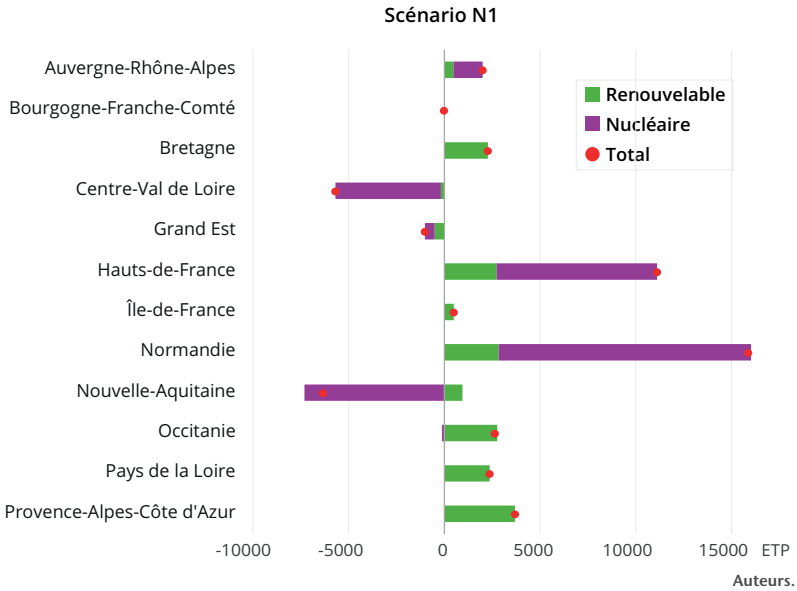 Scénario N1
Auvergne-Rhône-Alpes
Bourgogne-Franche-Comté
Bretagne
Centre-Val de Loire
Grand Est
Hauts-de-France
Île-de-France
Normandie
Nouvelle-Aquitaine
Occitanie
Pays de la Loire
Provence-Alpes-Côte d'Azur
Renouvelable
Nucléaire
Total
-10000 -5000 0 5000 10000 15000 ETP
Auteurs.